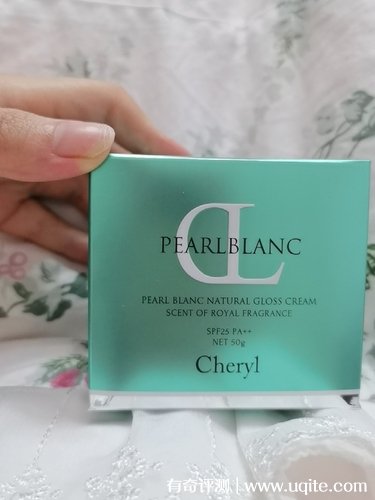 CL
PEARLBLANC
PEARL BLANC NATURAL GLOSS CREAM
SCENT OF ROYAL FRAGRANCE
SPF25 PA++
NET 50g
Cheryl
有奇评测 | www.uqite.com